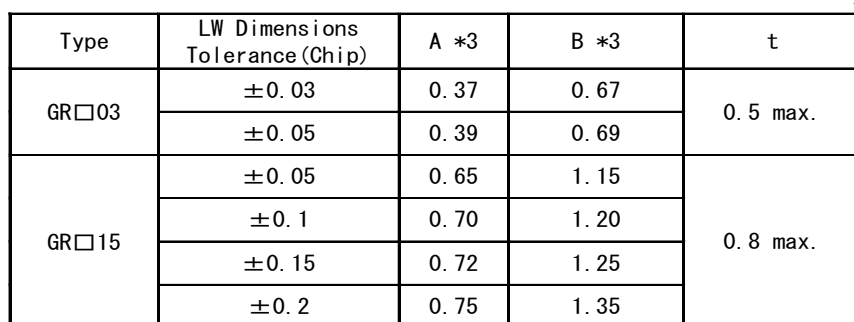 Type LW Dimensions Tolerance(Chip) A *3 B *3 t
GR□03 ±0.03 0.37 0.67 0.5 max.
±0.05 0.39 0.69
GR□15 ±0.05 0.65 1.15 0.8 max.
±0.1 0.70 1.20
±0.15 0.72 1.25
±0.2 0.75 1.35